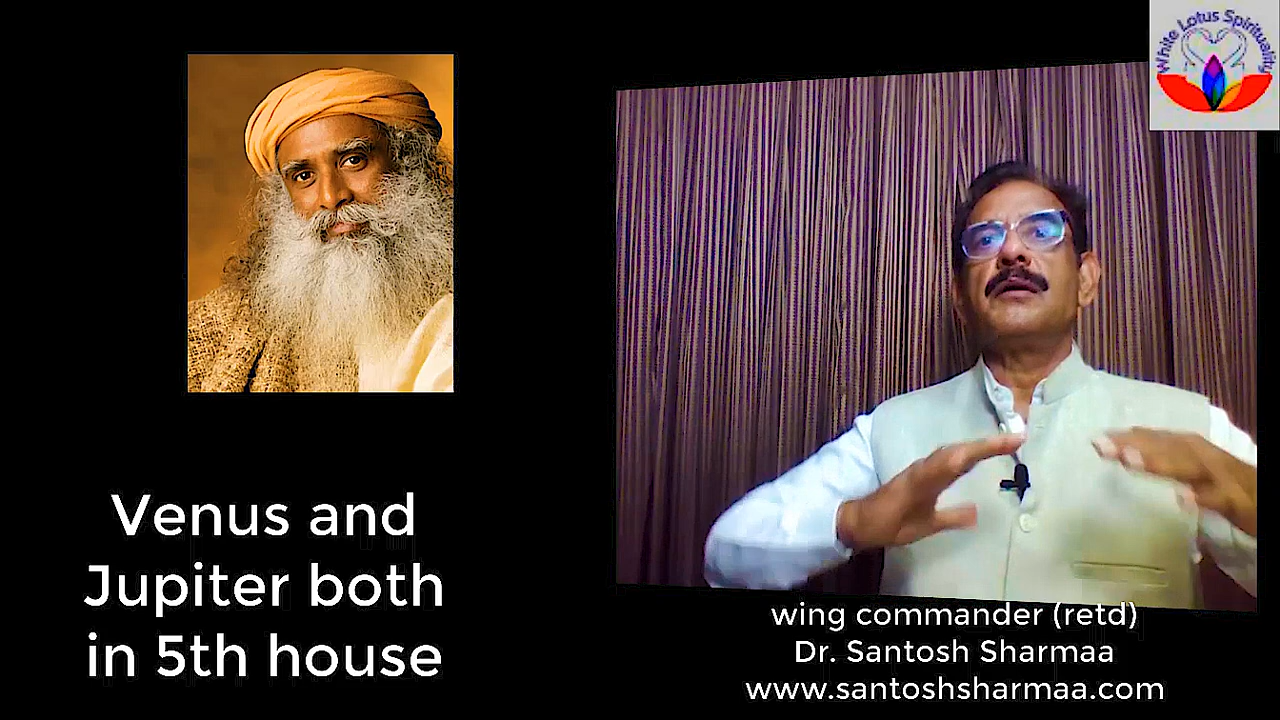 White Lotus Spirituality
Venus and
Jupiter both
in 5th house
wing commander (retd)
Dr. Santosh Sharmaa
www.santoshsharmaa.com